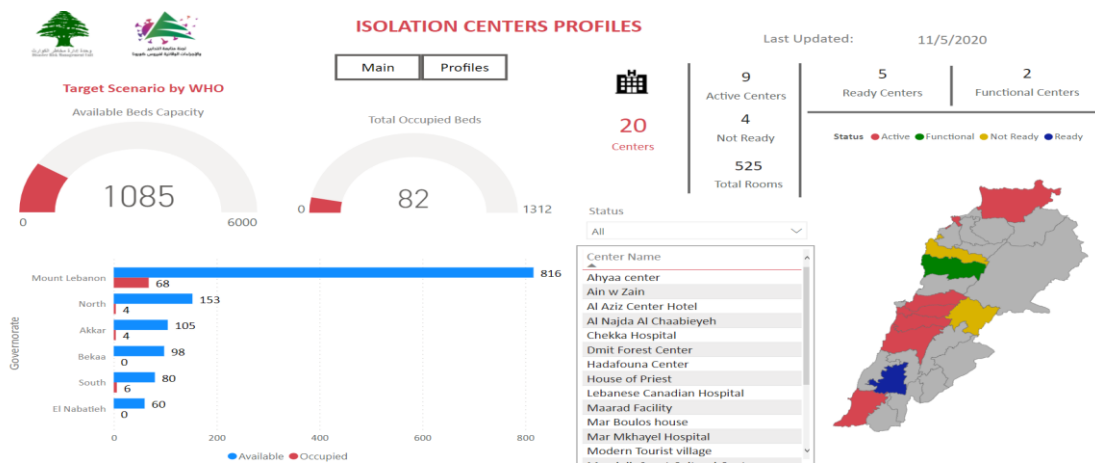 ISOLATION CENTERS PROFILES
Last Updated: 11/5/2020
Main
Profiles
Target Scenario by WHO
Available Beds Capacity
1085
0
6000
Total Occupied Beds
82
0
1312
20
Centers
9
Active Centers
4
Not Ready
525
Total Rooms
5
Ready Centers
2
Functional Centers
Status Active Functional Not Ready Ready
Status
All
Center Name
Ahyaa center
Ain w Zain
Al Aziz Center Hotel
Al Najda Al Chaabieyeh
Chekka Hospital
Dmit Forest Center
Hadafouna Center
House of Priest
Lebanese Canadian Hospital
Maarad Facility
Mar Boulos house
Mar Mkhayel Hospital
Modern Tourist village
Governorate
Mount Lebanon 816
68
North 153
4
Akkar 105
4
Bekaa 98
0
South 80
6
El Nabatieh 60
0
0 200 400 600 800
Available Occupied